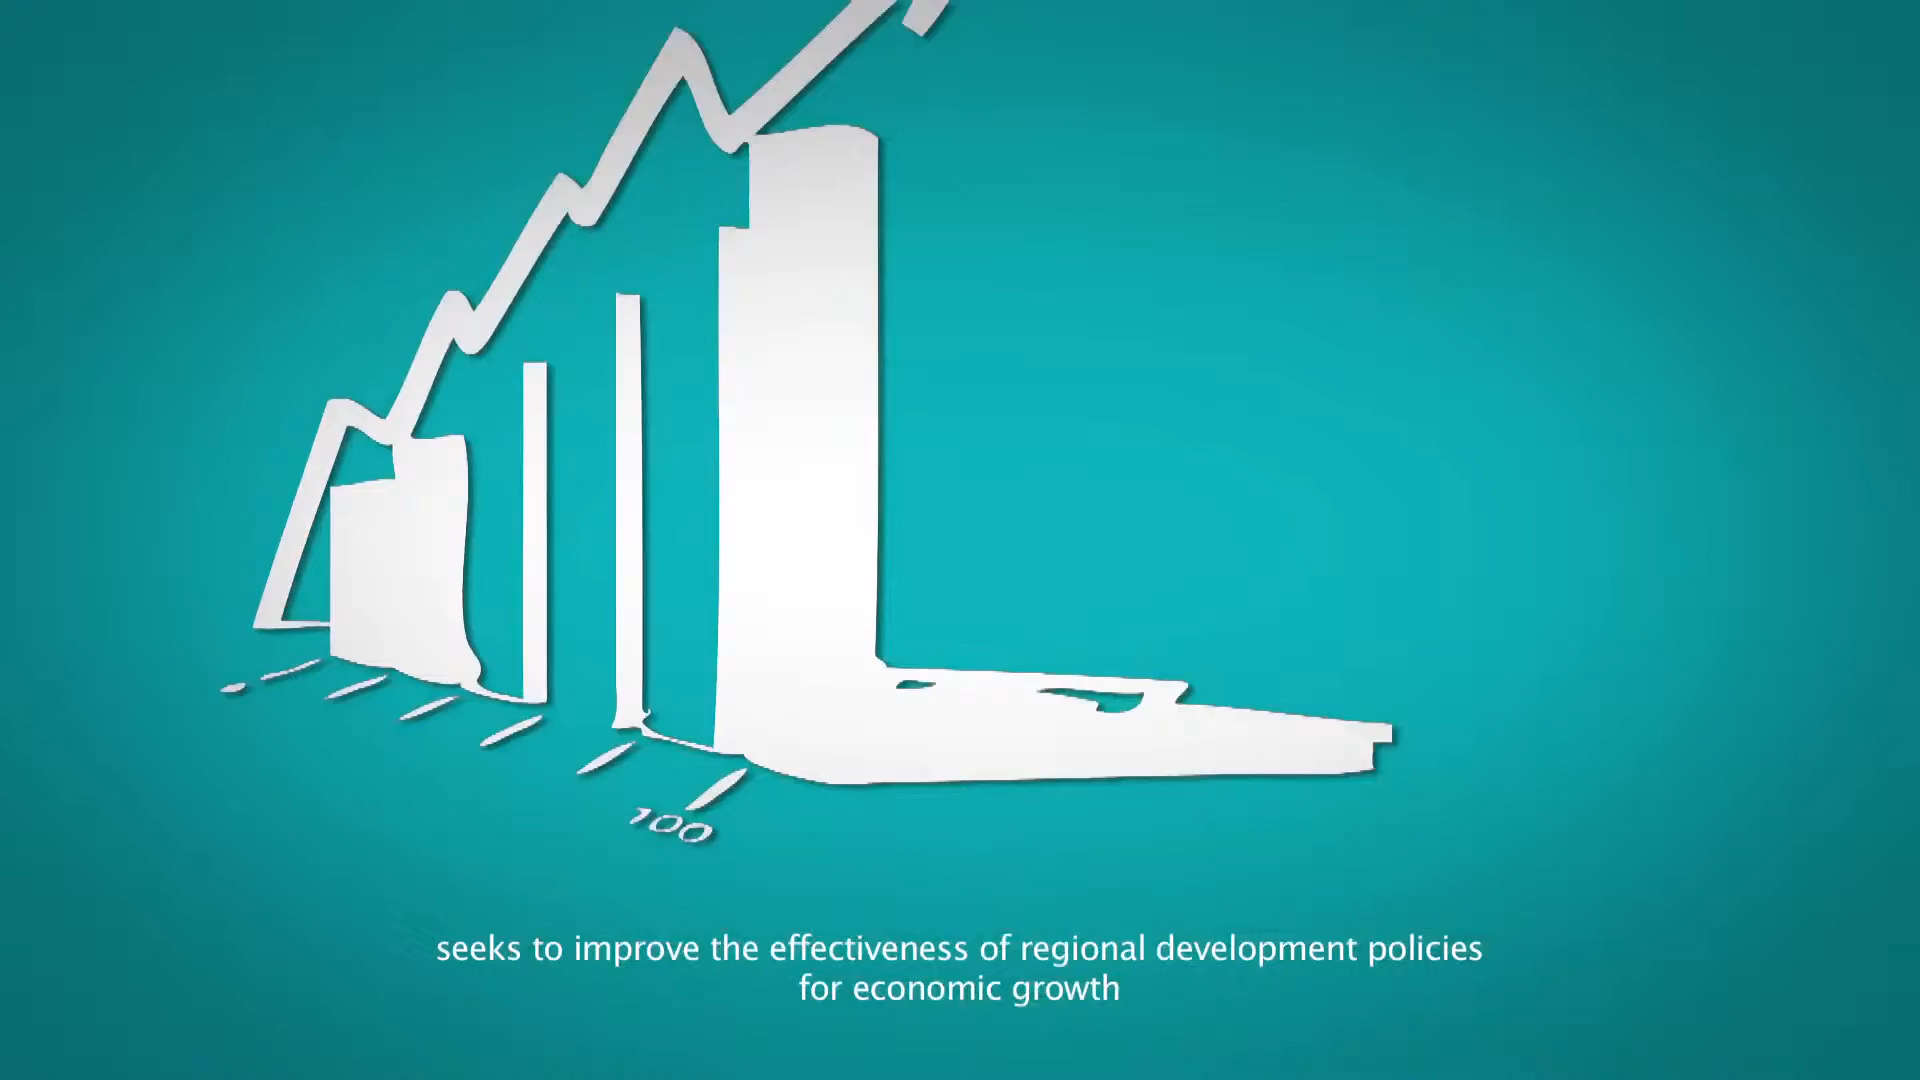 100
seeks to improve the effectiveness of regional development policies
for economic growth